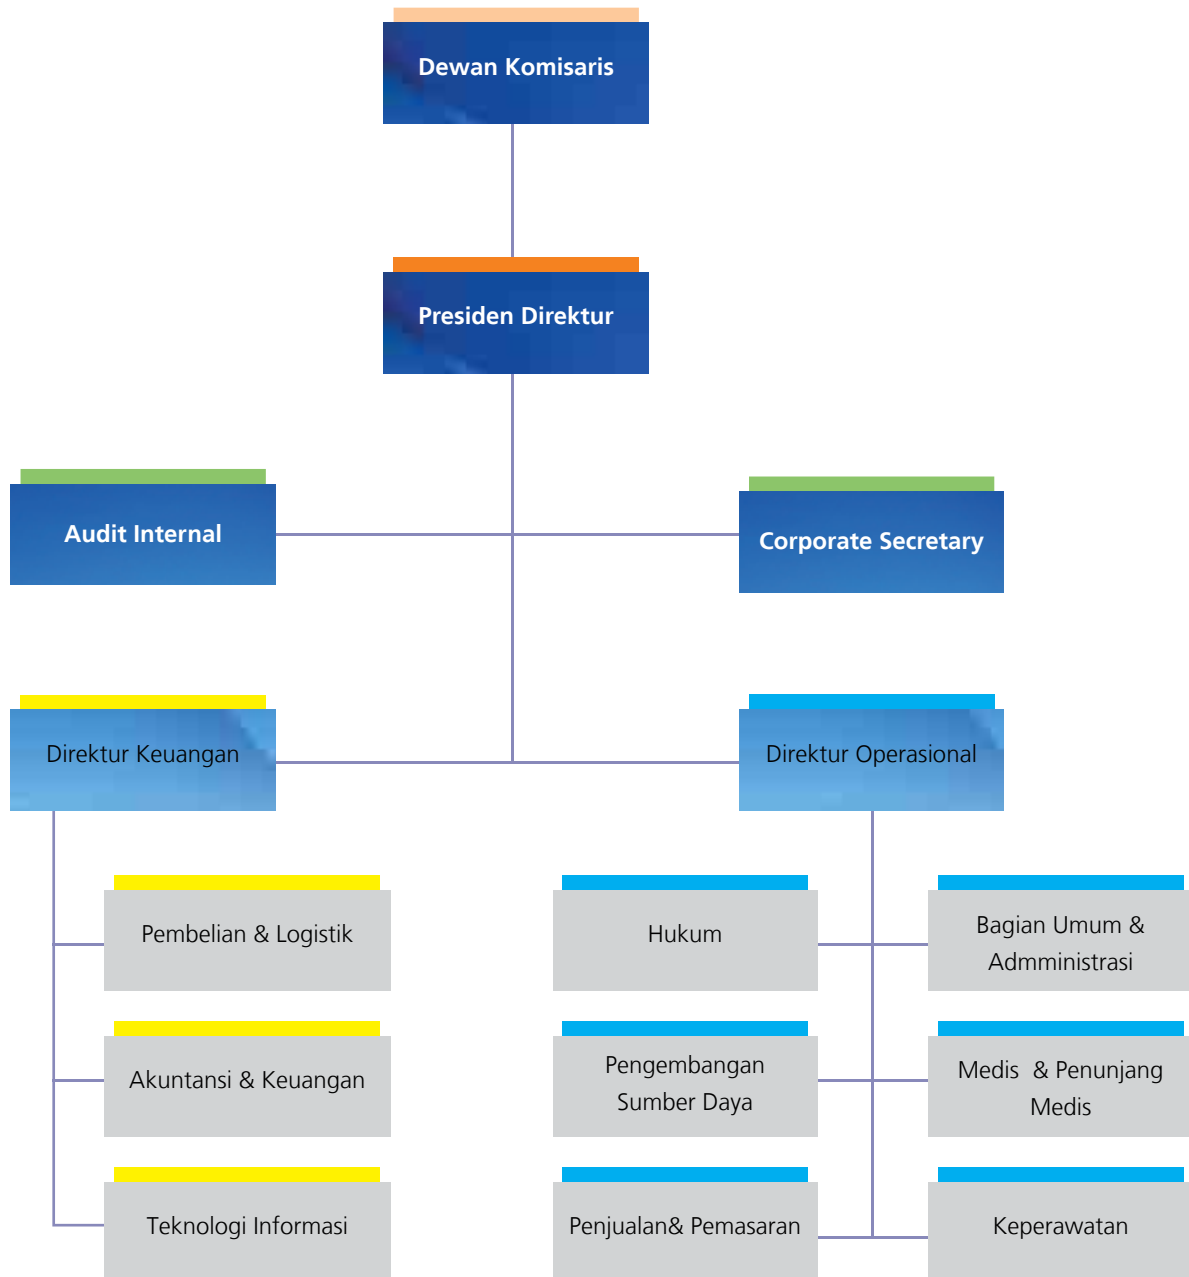 Dewan Komisaris
Presiden Direktur
Audit Internal
Corporate Secretary
Direktur Keuangan
Direktur Operasional
Pembelian & Logistik
Hukum
Bagian Umum &
Admministrasi
Akuntansi & Keuangan
Pengembangan
Sumber Daya
Medis & Penunjang
Medis
Teknologi Informasi
Penjualan& Pemasaran
Keperawatan